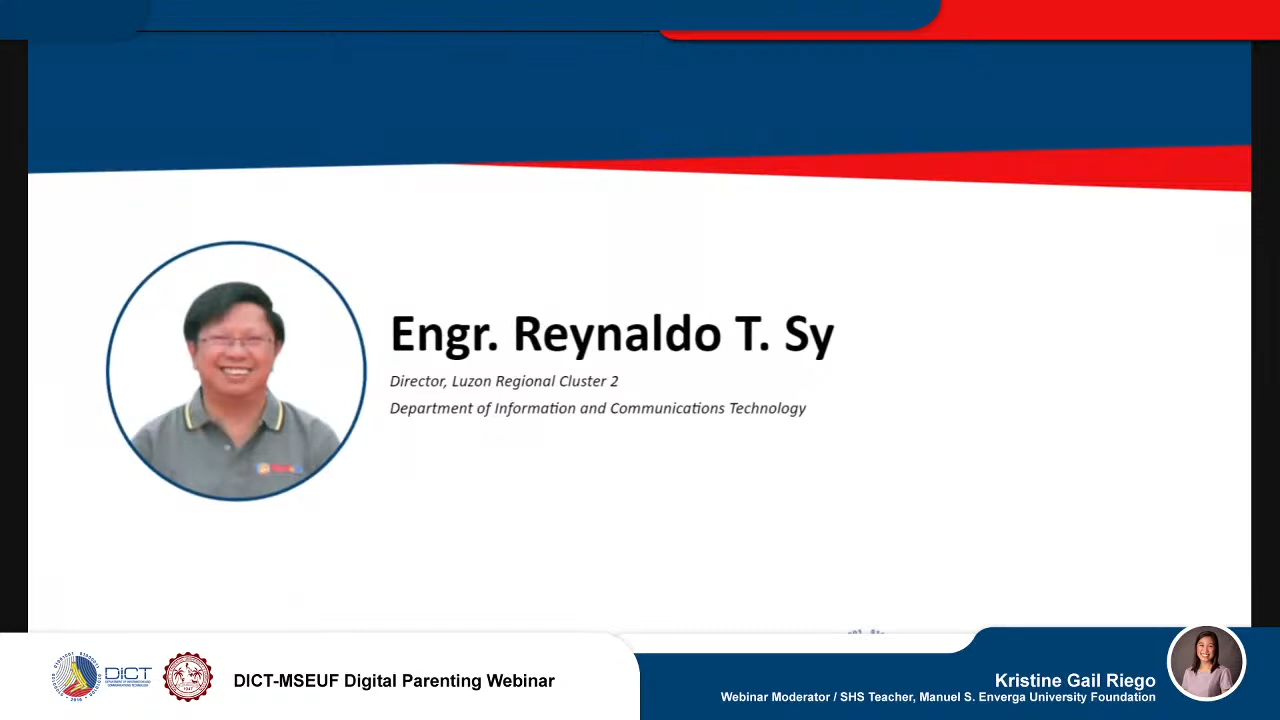 Engr. Reynaldo T. Sy
Director, Luzon Regional Cluster 2
Department of Information and Communications Technology
DICT
DICT-MSEUF Digital Parenting Webinar
Kristine Gail Riego
Webinar Moderator / SHS Teacher, Manuel S. Enverga University Foundation